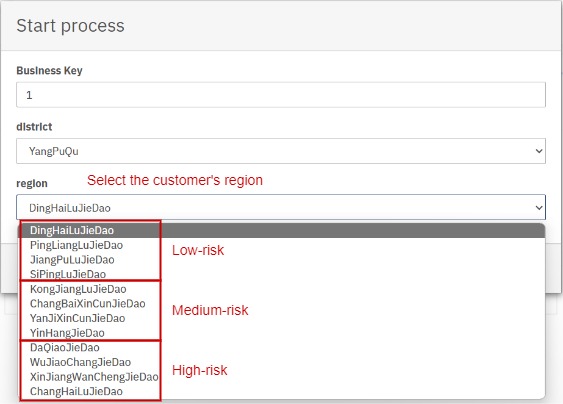 Start process
Business Key
1
district
YangPuQu
region
Select the customer's region
DingHaiLuJieDao
DingHaiLuJieDao
PingLiangLuJieDao
JiangPuLuJieDao
SiPingLuJieDao
Low-risk
KongJiangLuJieDao
ChangBaiXinCunJieDao
YanJiXinCunJieDao
YinHangJieDao
Medium-risk
DaQiaoJieDao
WuJiaoChangJieDao
XinJiangWanChengJieDao
ChangHaiLuJieDao
High-risk